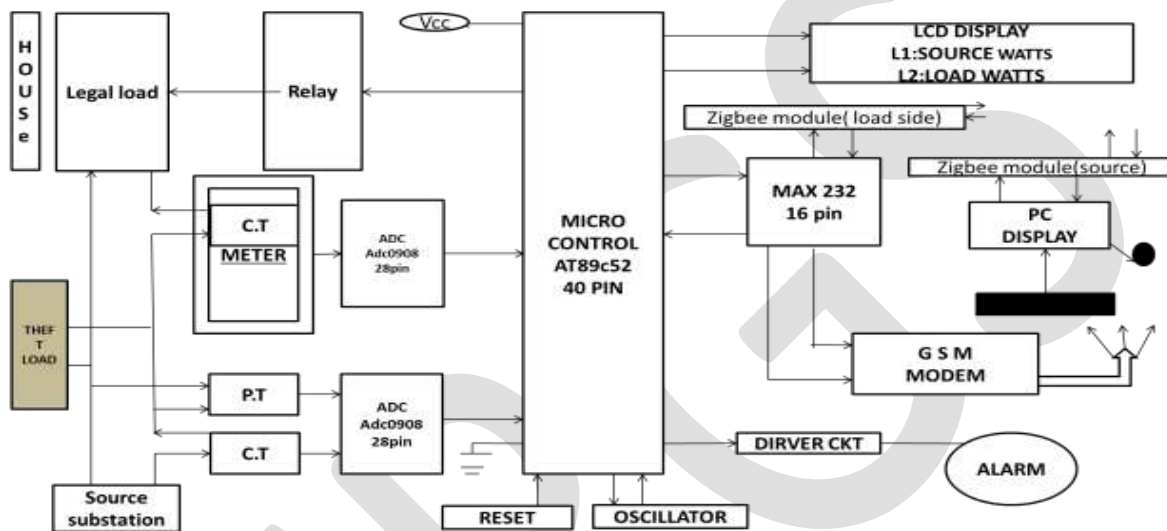 HOUSe
Legal load
Relay
Vcc
LCD DISPLAY
L1:SOURCE WATTS
L2:LOAD WATTS
Zigbee module( load side)
Zigbee module(source)
MAX 232
16 pin
PC
DISPLAY
C.T
METER
ADC
Adc0908
28pin
MICRO
CONTROL
AT89c52
40 PIN
THEF
T
LOAD
G S M
MODEM
P.T
C.T
ADC
Adc0908
28pin
DIRVER CKT
ALARM
Source
substation
RESET
OSCILLATOR